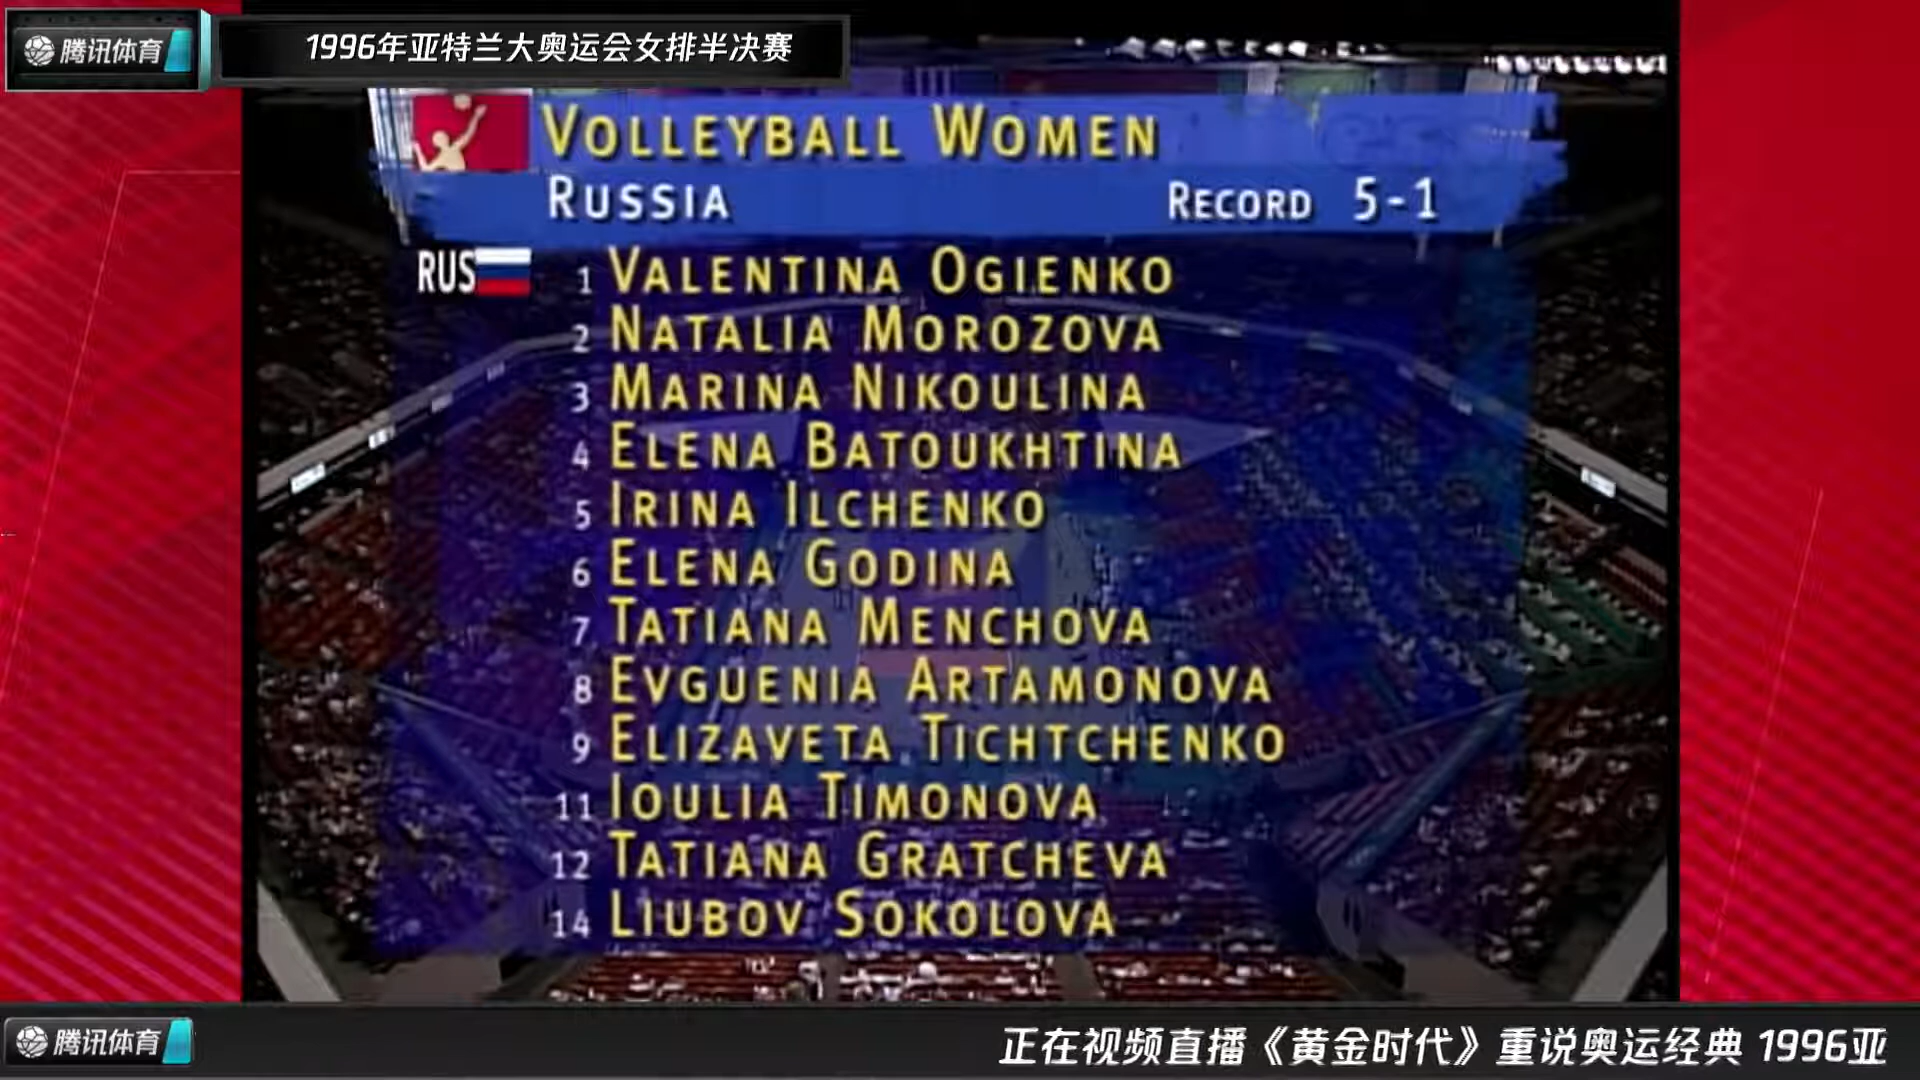 腾讯体育
1996年亚特兰大奥运会女排半决赛
VOLLEYBALL WOMEN
RUSSIA RECORD 5-1
RUS
1 VALENTINA OGIENKO
2 NATALIA MOROZOVA
3 MARINA NIKOULINA
4 ELENA BATOUKHTINA
5 IRINA ILCHENKO
6 ELENA GODINA
7 TATIANA MENCHOVA
8 EVGUENIA ARTAMONOVA
9 ELIZAVETA TICHTCHENKO
11 IOULIA TIMONOVA
12 TATIANA GRATCHEVA
14 LIUBOV SOKOLOVA
腾讯体育
正在视频直播《黄金时代》重说奥运经典 1996亚